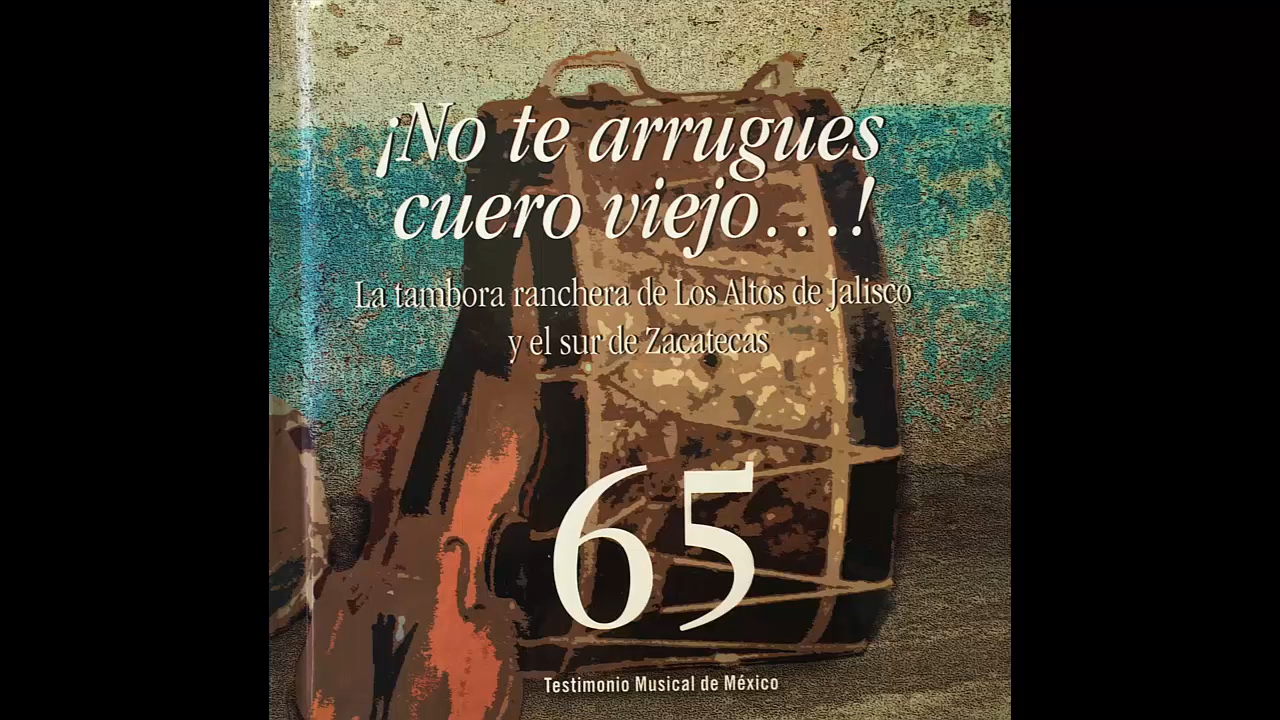 ¡No te arrugues
cuero viejo...!
La tambora ranchera de Los Altos de Jalisco
y el sur de Zacatecas
65
Testimonio Musical de México